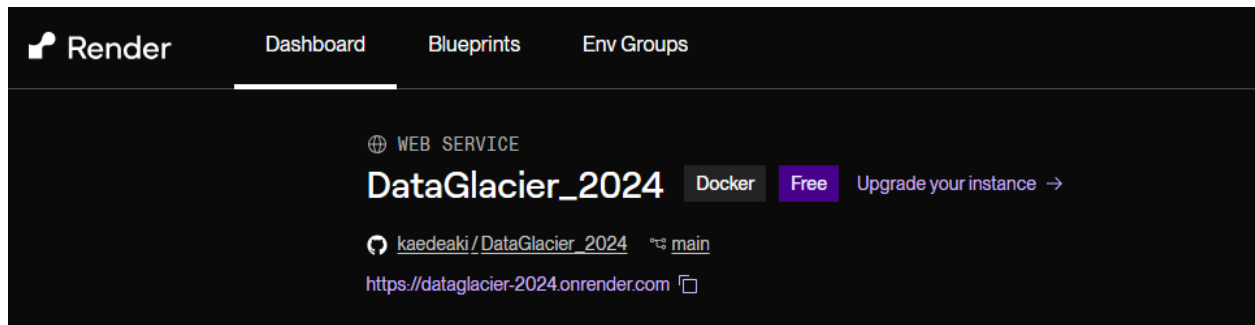 Render Dashboard Blueprints Env Groups
WEB SERVICE
DataGlacier_2024 Docker Free Upgrade your instance →
kaedeaki / DataGlacier_2024 main
https://dataglacier-2024.onrender.com